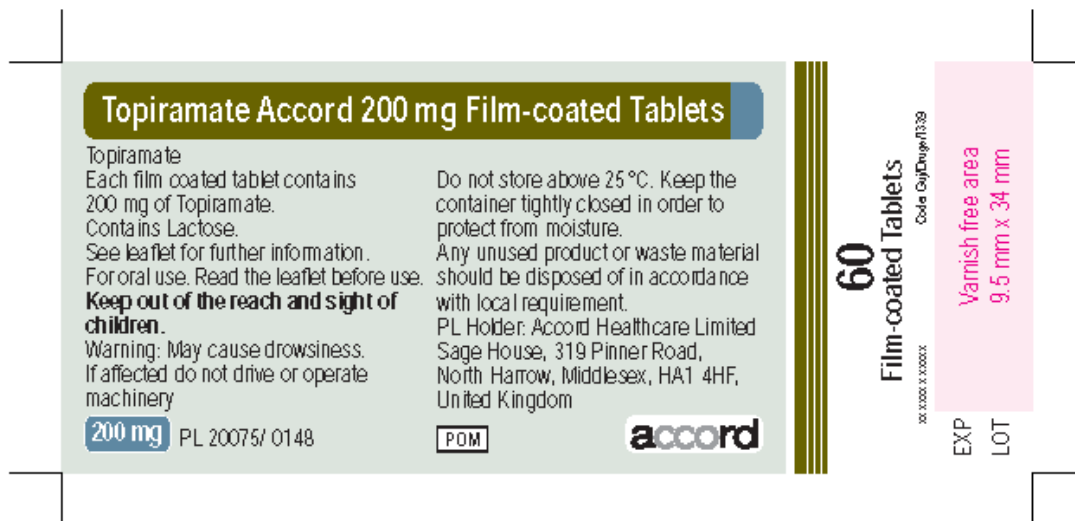 Topiramate Accord 200 mg Film-coated Tablets
Topiramate
Each film coated tablet contains
200 mg of Topiramate.
Contains Lactose.
See leaflet for further information.
For oral use. Read the leaflet before use.
Keep out of the reach and sight of
children.
Warning: May cause drowsiness.
If affected do not drive or operate
machinery
200 mg PL 20075/ 0148
Do not store above 25°C. Keep the
container tightly closed in order to
protect from moisture.
Any unused product or waste material
should be disposed of in accordance
with local requirement.
PL Holder: Accord Healthcare Limited
Sage House, 319 Pinner Road,
North Harrow, Middlesex, HA1 4HF,
United Kingdom
POM
accord
60
Film-coated Tablets
Code Guj/Drugs/1339
Varnish free area
9.5 mm x 34 mm
EXP
LOT